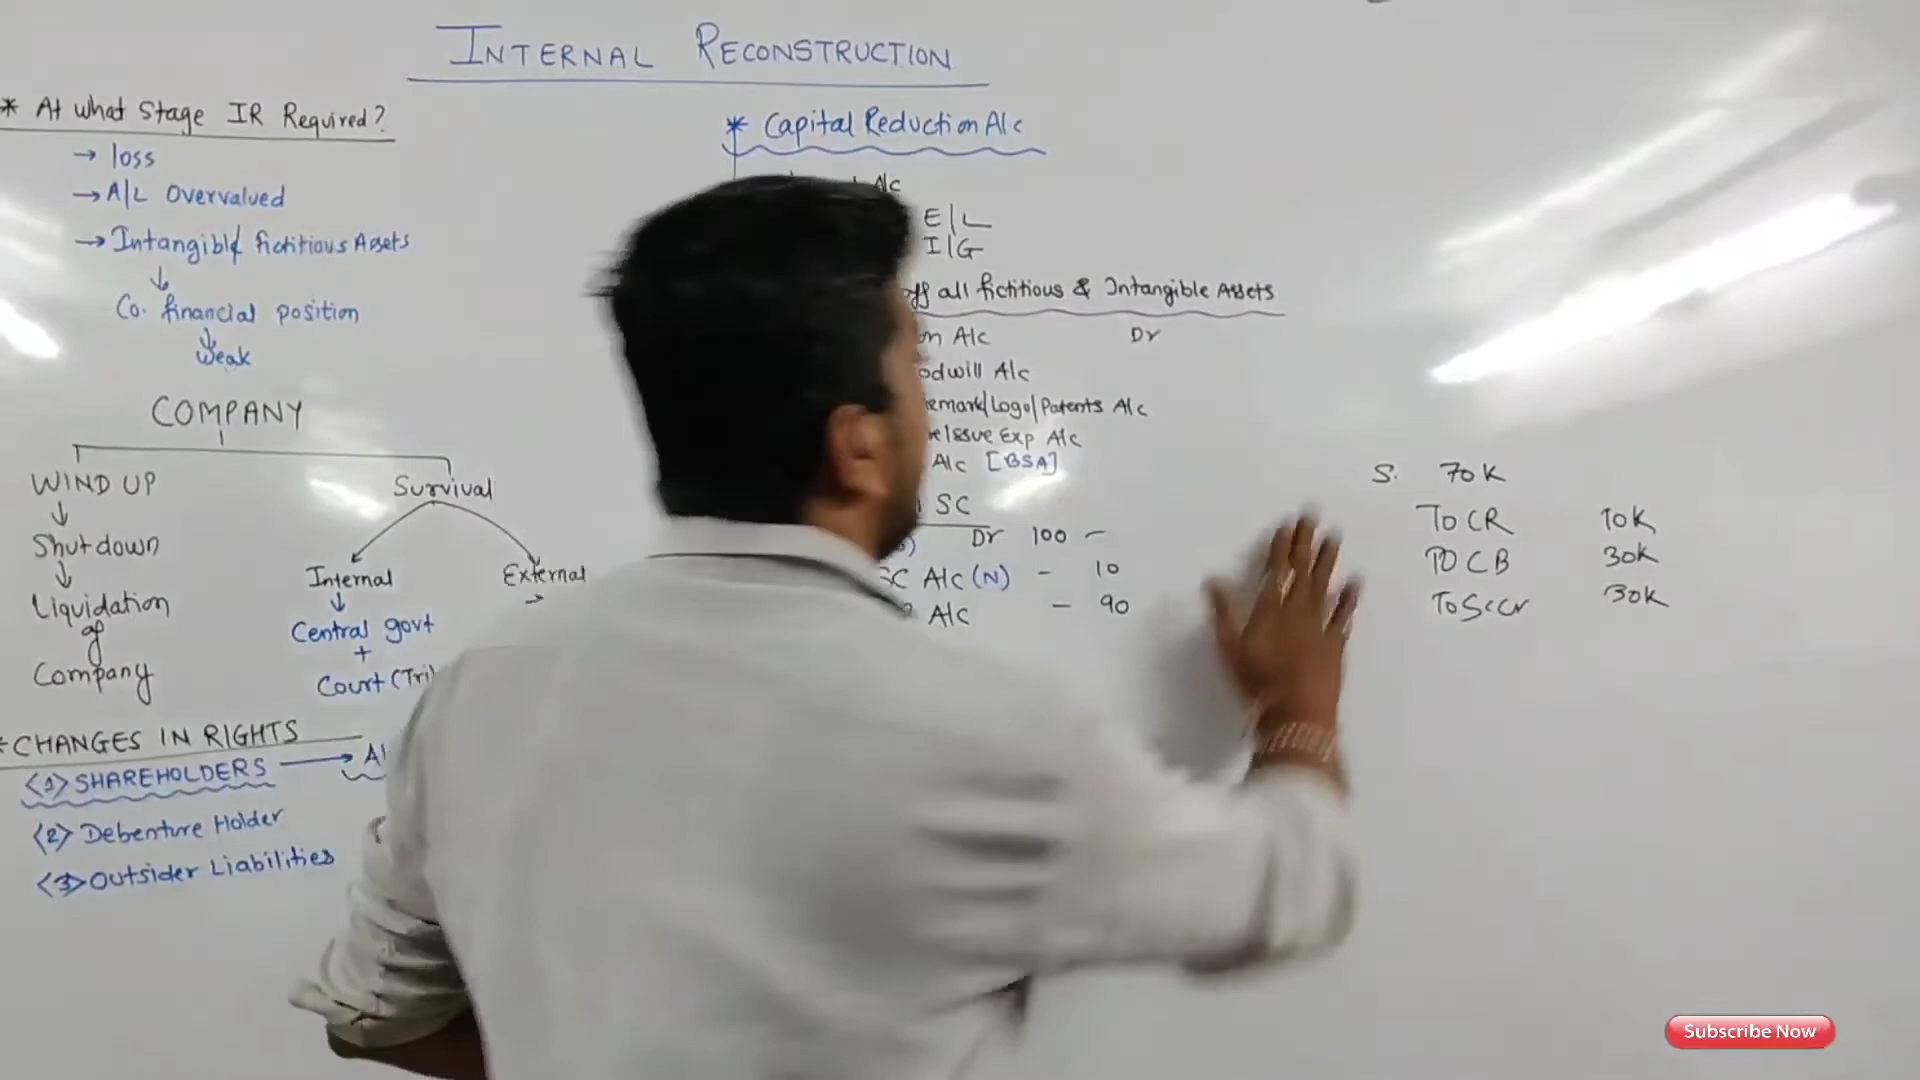 INTERNAL RECONSTRUCTION
* At what Stage IR Required?
→ loss
→ A/L Overvalued
→ Intangible fictitious Assets
Co. financial position
Weak
COMPANY
WIND UP
Shutdown
Liquidation
of
Company
Survival
Internal
External
Central govt
+
Court (Tri)
CHANGES IN RIGHTS
<1> SHAREHOLDERS
<2> Debenture Holder
<3> Outsider Liabilities
* Capital Reduction A/c
A/c
E/L
I/G
off all fictitious & Intangible Assets
on A/c Dr
odwill A/c
emark/Logo/Patents A/c
e Issue Exp A/c
A/c [BSA]
SC
Dr 100 –
SC A/c (N) – 10
A/c – 90
S. 70K
To CR 10K
TO CB 30K
To S.Cr 30K
Subscribe Now